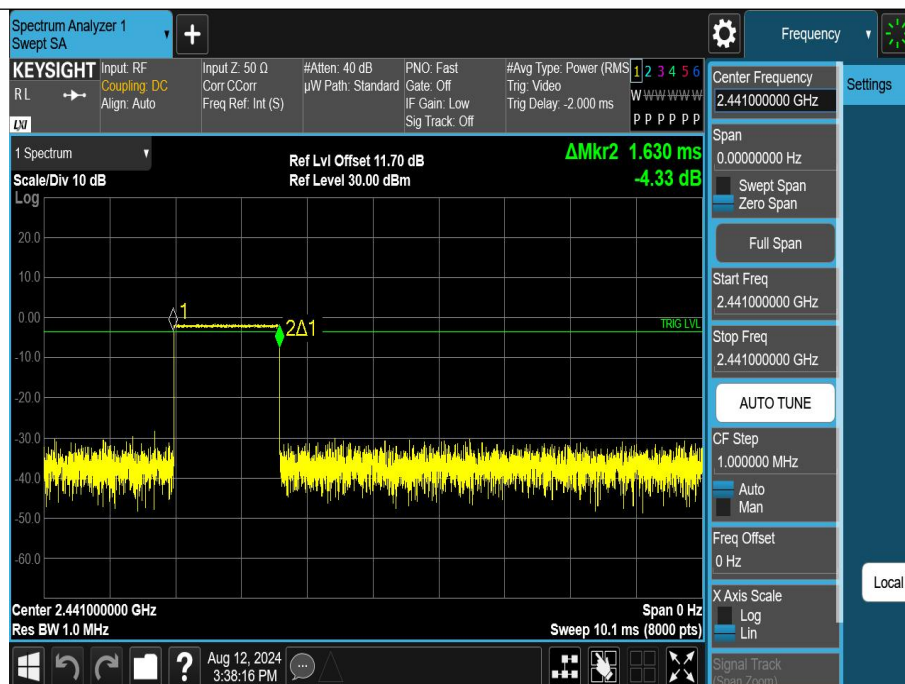 Spectrum Analyzer 1
Swept SA
Frequency
KEYSIGHT
RL
LXI
Input: RF
Coupling: DC
Align: Auto
Input Z: 50 Ω
Corr CCorr
Freq Ref: Int (S)
#Atten: 40 dB
µW Path: Standard
PNO: Fast
Gate: Off
IF Gain: Low
Sig Track: Off
#Avg Type: Power (RMS
Trig: Video
Trig Delay: -2.000 ms
1 2 3 4 5 6
W W W W W W
P P P P P P
1 Spectrum
Scale/Div 10 dB
Log
Ref Lvl Offset 11.70 dB
Ref Level 30.00 dBm
ΔMkr2 1.630 ms
-4.33 dB
20.0
10.0
0.00
-10.0
-20.0
-30.0
-40.0
-50.0
-60.0
1
2Δ1
TRIG LVL
Center 2.441000000 GHz
Res BW 1.0 MHz
Span 0 Hz
Sweep 10.1 ms (8000 pts)
Aug 12, 2024
3:38:16 PM
Center Frequency
2.441000000 GHz
Span
0.00000000 Hz
Swept Span
Zero Span
Full Span
Start Freq
2.441000000 GHz
Stop Freq
2.441000000 GHz
AUTO TUNE
CF Step
1.000000 MHz
Auto
Man
Freq Offset
0 Hz
X Axis Scale
Log
Lin
Signal Track
(Span Zoom)
Settings
Local